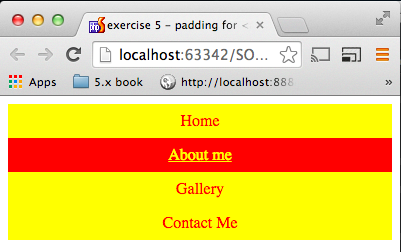 exercise 5 - padding for <
localhost:63342/SO...
Apps 5.x book http://localhost:888
»
Home
About me
Gallery
Contact Me